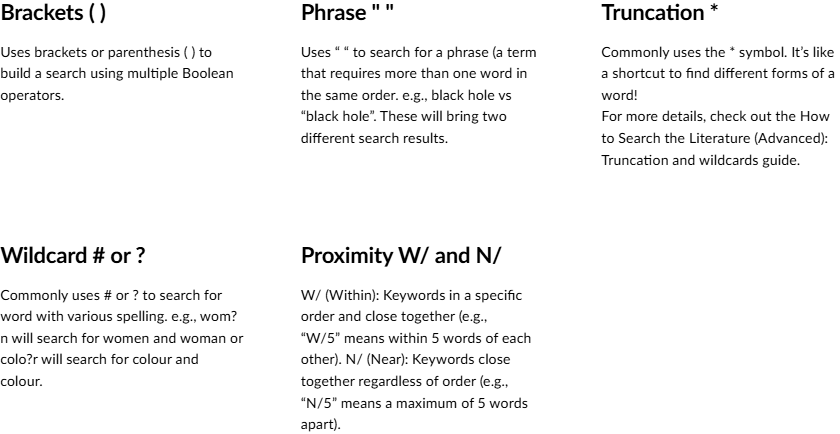 Brackets ( )
Uses brackets or parenthesis ( ) to
build a search using multiple Boolean
operators.
Phrase " "
Uses “ “ to search for a phrase (a term
that requires more than one word in
the same order. e.g., black hole vs
“black hole”. These will bring two
different search results.
Truncation *
Commonly uses the * symbol. It’s like
a shortcut to find different forms of a
word!
For more details, check out the How
to Search the Literature (Advanced):
Truncation and wildcards guide.
Wildcard # or ?
Commonly uses # or ? to search for
word with various spelling. e.g., wom?
n will search for women and woman or
colo?r will search for colour and
colour.
Proximity W/ and N/
W/ (Within): Keywords in a specific
order and close together (e.g.,
“W/5” means within 5 words of each
other). N/ (Near): Keywords close
together regardless of order (e.g.,
“N/5” means a maximum of 5 words
apart).